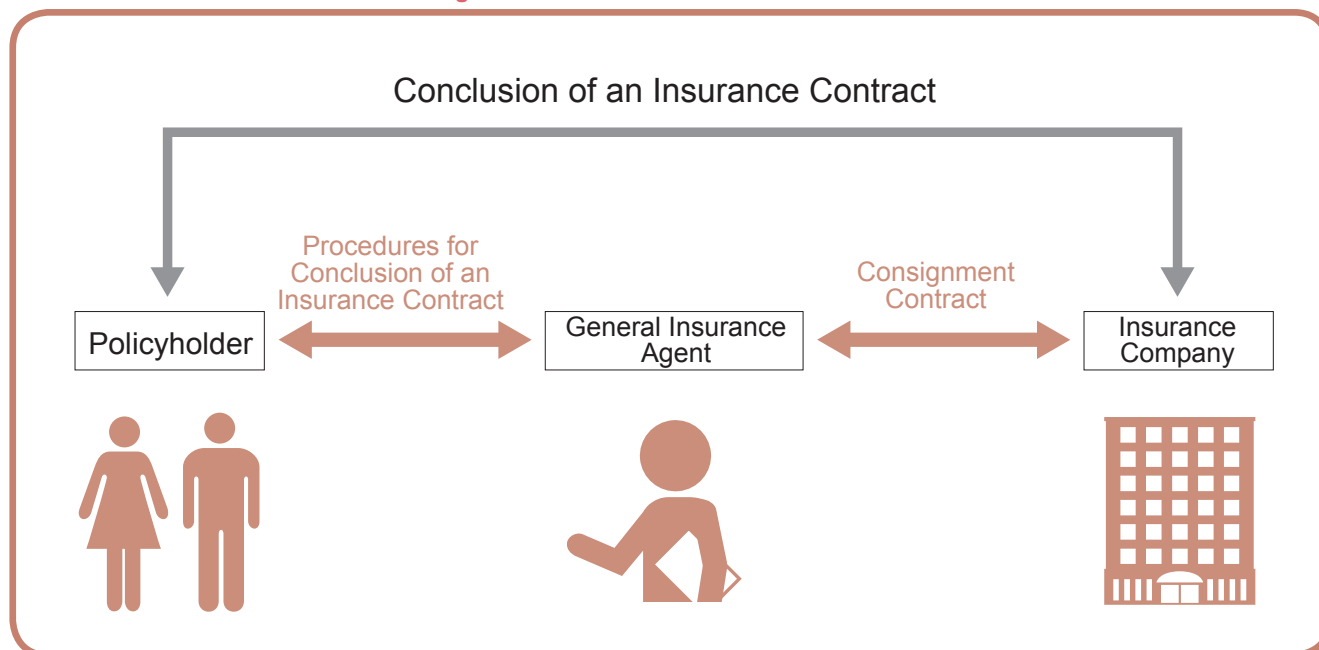 Conclusion of an Insurance Contract
Procedures for
Conclusion of an
Insurance Contract
Consignment
Contract
Policyholder
General Insurance
Agent
Insurance
Company